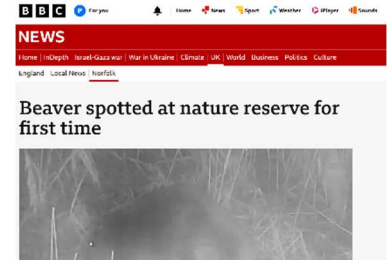 BBC P For you Home News Sport Weather iPlayer Sounds
NEWS
Home InDepth Israel-Gaza war War in Ukraine Climate UK World Business Politics Culture
England Local News Norfolk
Beaver spotted at nature reserve for
first time